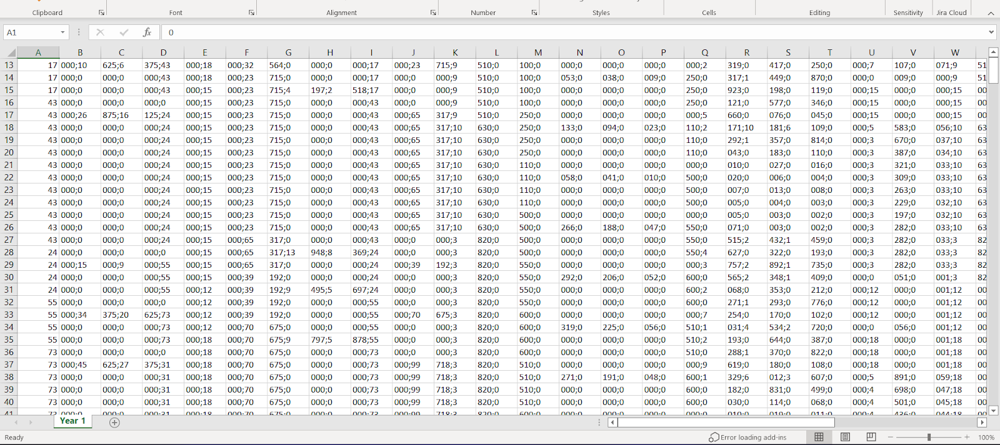 Clipboard Font Alignment Number Styles Cells Editing Sensitivity Jira Cloud
A1 fx 0
A B C D E F G H I J K L M N O P Q R S T U V W
13 17 000;10 625;6 375;43 000;18 000;32 564;0 000;0 000;17 000;23 715;9 510;0 100;0 000;0 000;0 000;0 000;2 319;0 417;0 250;0 000;7 107;0 071;9 51
14 17 000;0 000;0 000;43 000;18 000;23 715;0 000;0 000;17 000;0 000;9 510;0 100;0 053;0 038;0 009;0 250;0 317;1 449;0 870;0 000;0 009;0 000;9 51
15 17 000;0 000;0 000;43 000;15 000;23 715;4 197;2 518;17 000;0 000;9 510;0 100;0 000;0 000;0 000;0 250;0 923;0 198;0 119;0 000;15 000;0 000;15 00
16 43 000;0 000;0 000;0 000;15 000;23 715;0 000;0 000;43 000;0 000;9 510;0 100;0 000;0 000;0 000;0 250;0 121;0 577;0 346;0 000;15 000;0 000;15 00
17 43 000;26 875;16 125;24 000;15 000;23 715;0 000;0 000;43 000;65 317;9 510;0 250;0 000;0 000;0 000;0 000;5 660;0 076;0 045;0 000;15 000;0 000;15 00
18 43 000;0 000;0 000;24 000;15 000;23 715;0 000;0 000;43 000;65 317;10 630;0 250;0 133;0 094;0 023;0 110;2 171;10 181;6 109;0 000;5 583;0 056;10 63
19 43 000;0 000;0 000;24 000;15 000;23 715;0 000;0 000;43 000;65 317;10 630;0 250;0 000;0 000;0 000;0 110;0 292;1 357;0 814;0 000;3 670;0 037;10 63
20 43 000;0 000;0 000;24 000;15 000;23 715;0 000;0 000;43 000;65 317;10 630;0 250;0 000;0 000;0 000;0 110;0 043;0 183;0 110;0 000;3 387;0 034;10 63
21 43 000;0 000;0 000;24 000;15 000;23 715;0 000;0 000;43 000;65 317;10 630;0 110;0 000;0 000;0 000;0 000;0 010;0 027;0 016;0 000;3 321;0 033;10 63
22 43 000;0 000;0 000;24 000;15 000;23 715;0 000;0 000;43 000;65 317;10 630;0 110;0 058;0 041;0 010;0 500;0 020;0 006;0 004;0 000;3 309;0 033;10 63
23 43 000;0 000;0 000;24 000;15 000;23 715;0 000;0 000;43 000;65 317;10 630;0 110;0 000;0 000;0 000;0 500;0 007;0 013;0 008;0 000;3 263;0 033;10 63
24 43 000;0 000;0 000;24 000;15 000;23 715;0 000;0 000;43 000;65 317;10 630;0 110;0 000;0 000;0 000;0 500;0 005;0 004;0 003;0 000;3 229;0 032;10 63
25 43 000;0 000;0 000;24 000;15 000;23 715;0 000;0 000;43 000;65 317;10 630;0 500;0 000;0 000;0 000;0 000;0 005;0 003;0 002;0 000;3 197;0 032;10 63
26 43 000;0 000;0 000;24 000;15 000;23 715;0 000;0 000;43 000;65 317;10 630;0 500;0 266;0 188;0 047;0 550;0 071;0 003;0 002;0 000;3 282;0 033;10 63
27 43 000;0 000;0 000;24 000;15 000;65 317;0 000;0 000;43 000;0 000;3 820;0 500;0 000;0 000;0 000;0 550;0 515;2 432;1 459;0 000;3 282;0 033;3 82
28 24 000;0 000;0 000;0 000;15 000;65 317;13 948;8 369;24 000;0 000;3 820;0 500;0 000;0 000;0 000;0 550;4 627;0 322;0 193;0 000;3 282;0 033;3 82
29 24 000;15 000;9 000;55 000;15 000;65 317;0 000;0 000;24 000;39 192;3 820;0 550;0 000;0 000;0 000;0 000;3 757;2 892;1 735;0 000;3 282;0 033;3 82
30 24 000;0 000;0 000;55 000;15 000;39 192;0 000;0 000;24 000;0 000;3 820;0 550;0 292;0 206;0 052;0 600;0 565;2 348;1 409;0 000;0 051;0 001;3 82
31 24 000;0 000;0 000;55 000;12 000;39 192;9 495;5 697;24 000;0 000;3 820;0 550;0 000;0 000;0 000;0 600;2 068;0 353;0 212;0 000;12 000;0 001;12 00
32 55 000;0 000;0 000;0 000;12 000;39 192;0 000;0 000;55 000;0 000;3 820;0 550;0 000;0 000;0 000;0 600;0 271;1 293;0 776;0 000;12 000;0 001;12 00
33 55 000;34 375;20 625;73 000;12 000;39 192;0 000;0 000;55 000;70 675;3 820;0 600;0 000;0 000;0 000;0 000;7 254;0 170;0 102;0 000;12 000;0 001;12 00
34 55 000;0 000;0 000;73 000;12 000;70 675;0 000;0 000;55 000;0 000;3 820;0 600;0 319;0 225;0 056;0 510;1 031;4 534;2 720;0 000;0 056;0 001;12 00
35 55 000;0 000;0 000;73 000;18 000;70 675;9 797;5 878;55 000;0 000;3 820;0 600;0 000;0 000;0 000;0 510;2 193;0 644;0 387;0 000;18 000;0 001;18 00
36 73 000;0 000;0 000;0 000;18 000;70 675;0 000;0 000;73 000;0 000;3 820;0 600;0 000;0 000;0 000;0 510;0 288;1 370;0 822;0 000;18 000;0 001;18 00
37 73 000;45 625;27 375;31 000;18 000;70 675;0 000;0 000;73 000;99 718;3 820;0 510;0 000;0 000;0 000;0 000;9 619;0 180;0 108;0 000;18 000;0 001;18 00
38 73 000;0 000;0 000;31 000;18 000;70 675;0 000;0 000;73 000;99 718;3 820;0 510;0 271;0 191;0 048;0 600;1 329;6 012;3 607;0 000;5 891;0 059;18 00
39 73 000;0 000;0 000;31 000;18 000;70 675;0 000;0 000;73 000;99 718;3 820;0 510;0 000;0 000;0 000;0 600;0 182;0 831;0 499;0 000;4 698;0 047;18 00
40 73 000;0 000;0 000;31 000;18 000;70 675;0 000;0 000;73 000;99 718;3 820;0 510;0 000;0 000;0 000;0 600;0 030;0 114;0 068;0 000;4 501;0 045;18 00
Year 1
Ready Error loading add-ins 100%